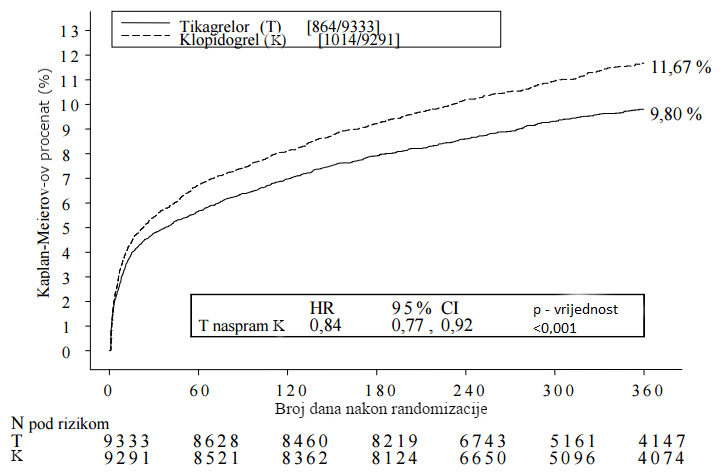 Tikagrelor (T) [864/9333]
Klopidogrel (K) [1014/9291]
Kaplan-Meierov-ov procenat (%)
13
12
11
10
9
8
7
6
5
4
3
2
1
0
11,67 %
9,80 %
HR 95% CI p - vrijednost
T naspram K 0,84 0,77 , 0,92 <0,001
0 60 120 180 240 300 360
Broj dana nakon randomizacije
N pod rizikom
T 9333 8628 8460 8219 6743 5161 4147
K 9291 8521 8362 8124 6650 5096 4074